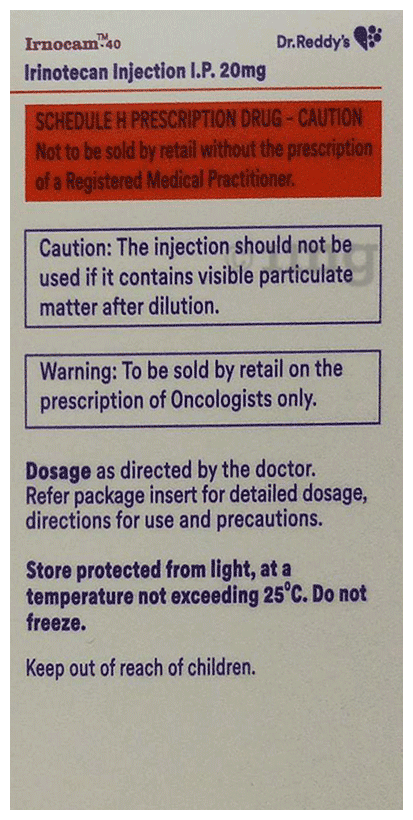 Irnocam™-40
Dr.Reddy's
Irinotecan Injection I.P. 20mg
SCHEDULE H PRESCRIPTION DRUG - CAUTION
Not to be sold by retail without the prescription
of a Registered Medical Practitioner.
Caution: The injection should not be
used if it contains visible particulate
matter after dilution.
Warning: To be sold by retail on the
prescription of Oncologists only.
Dosage as directed by the doctor.
Refer package insert for detailed dosage,
directions for use and precautions.
Store protected from light, at a
temperature not exceeding 25°C. Do not
freeze.
Keep out of reach of children.